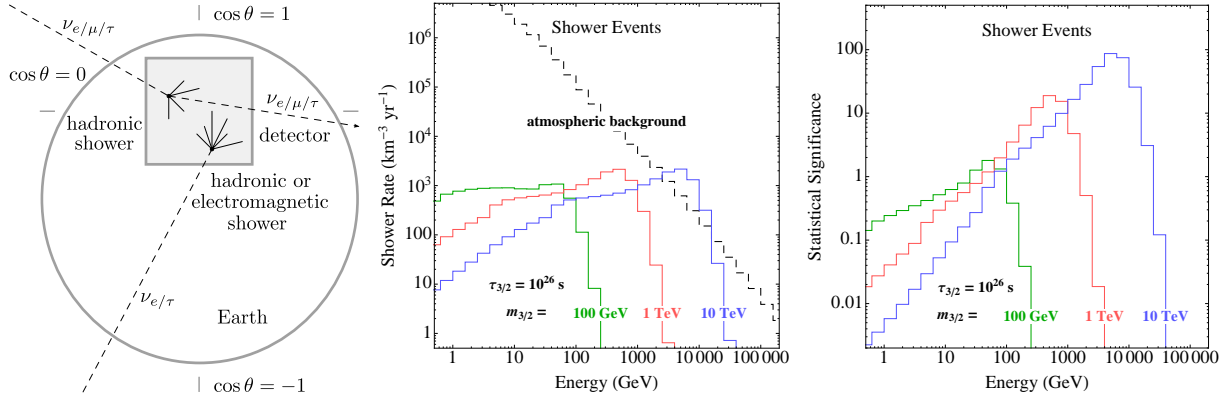 cos θ = 1
ν_{e/μ/τ}
cos θ = 0
ν_{e/μ/τ}
hadronic
shower
detector
hadronic or
electromagnetic
shower
ν_{e/τ}
Earth
cos θ = −1
Shower Events
atmospheric background
τ_{3/2} = 10^{26} s
m_{3/2} = 100 GeV 1 TeV 10 TeV
Shower Rate (km^{−3} yr^{−1})
10^6
10^5
10^4
10^3
100
10
1
1 10 100 1000 10 000 100 000
Energy (GeV)
Shower Events
τ_{3/2} = 10^{26} s
m_{3/2} = 100 GeV 1 TeV 10 TeV
Statistical Significance
100
10
1
0.1
0.01
1 10 100 1000 10 000 100 000
Energy (GeV)